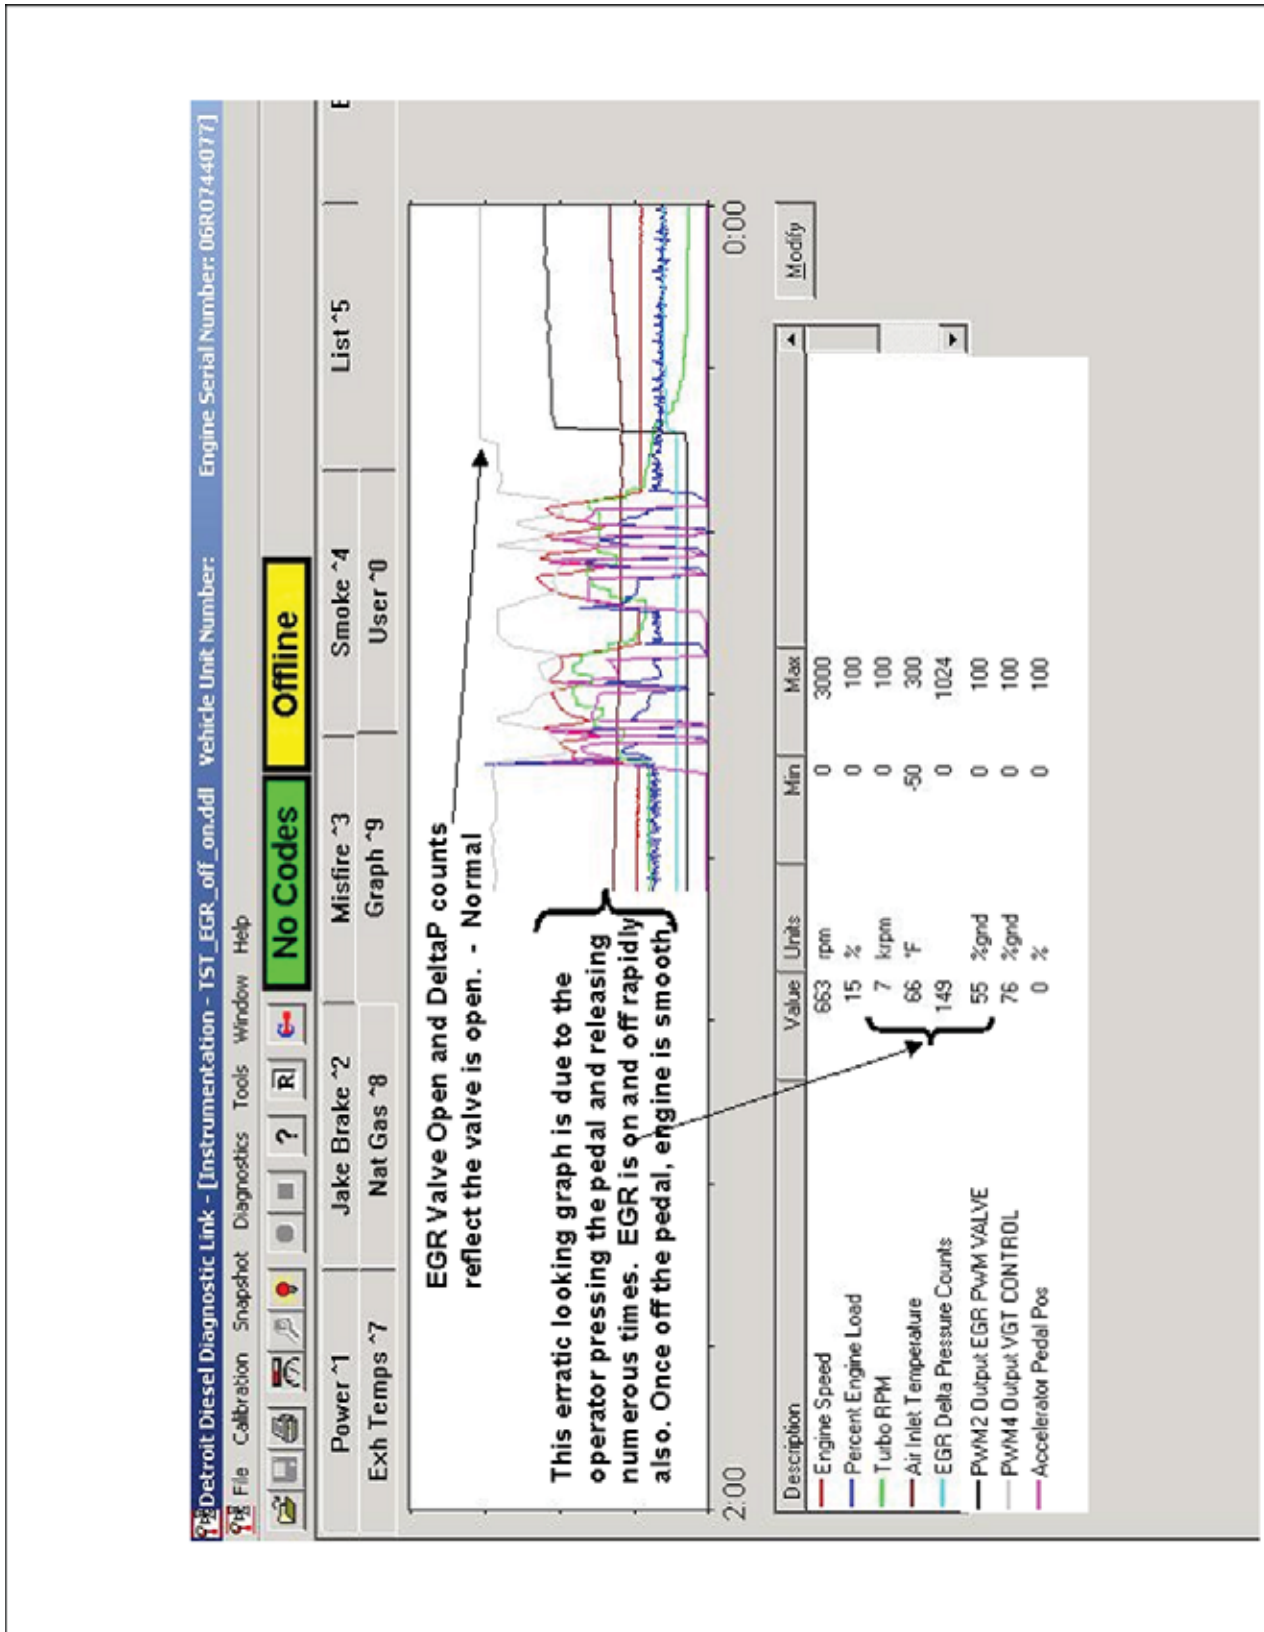 Detroit Diesel Diagnostic Link - [Instrumentation - TST_EGR_off_on.ddl Vehicle Unit Number: Engine Serial Number: 06R0744077]
File Calibration Snapshot Diagnostics Tools Window Help
? R
No Codes Offline
Power ^1 Jake Brake ^2 Misfire ^3 Smoke ^4 List ^5 E
Exh Temps ^7 Nat Gas ^8 Graph ^9 User ^0
EGR Valve Open and DeltaP counts
reflect the valve is open. - Normal
This erratic looking graph is due to the
operator pressing the pedal and releasing
numerous times. EGR is on and off rapidly
also. Once off the pedal, engine is smooth,
2:00 0:00
Description Value Units Min Max
Engine Speed 663 rpm 0 3000
Percent Engine Load 15 % 0 100
Turbo RPM 7 krpm 0 100
Air Inlet Temperature 66 °F -50 300
EGR Delta Pressure Counts 149 0 1024
PWM2 Output EGR PWM VALVE 55 %gnd 0 100
PWM4 Output VGT CONTROL 76 %gnd 0 100
Accelerator Pedal Pos 0 % 0 100
Modify